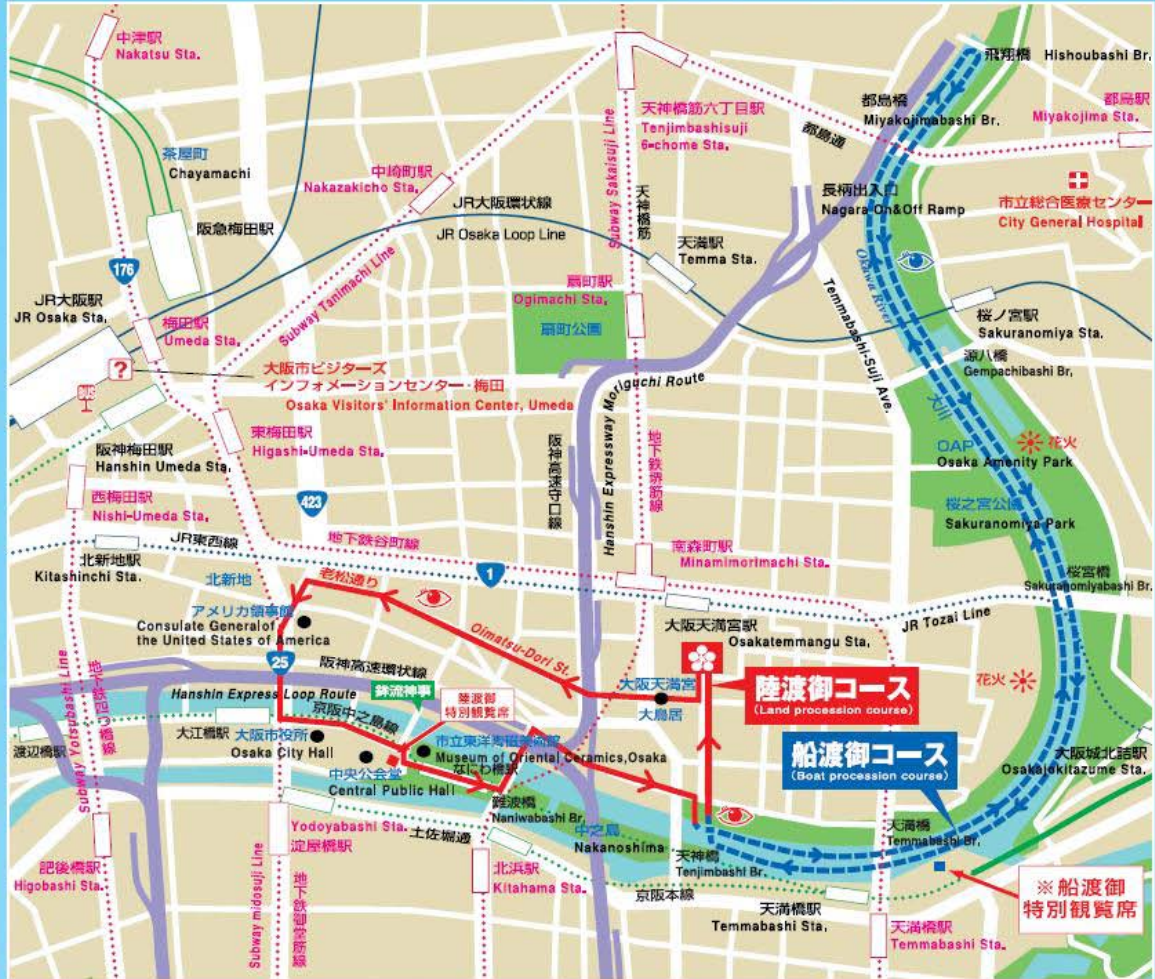 中津駅
Nakatsu Sta.
飛翔橋 Hishoubashi Br.
都島橋
Miyakojimabashi Br.
都島駅
Miyakojima Sta.
天神橋筋六丁目駅
Tenjimbashisuji
6-chome Sta.
都島通
茶屋町
Chayamachi
中崎町駅
Nakazakicho Sta.
Subway Sakaisuji Line
天神橋筋
長柄出入口
Nagara On&Off Ramp
市立総合医療センター
City General Hospital
阪急梅田駅
JR大阪環状線
JR Osaka Loop Line
天満駅
Temma Sta.
Okawa River
176
扇町駅
Ogimachi Sta.
Subway Tanimachi Line
JR大阪駅
JR Osaka Sta.
梅田駅
Umeda Sta.
扇町公園
Temmabashi-Suji Ave.
桜ノ宮駅
Sakuranomiya Sta.
源八橋
Gempachibashi Br.
?
BUS
大阪市ビジターズ
インフォメーションセンター・梅田
Osaka Visitors' Information Center, Umeda
Hanshin Expressway Moriguchi Route
大川
東梅田駅
Higashi-Umeda Sta.
阪神梅田駅
Hanshin Umeda Sta.
阪神高速守口線
地下鉄堺筋線
OAP
Osaka Amenity Park
花火
西梅田駅
Nishi-Umeda Sta.
423
桜之宮公園
Sakuranomiya Park
JR東西線
地下鉄谷町線
南森町駅
Minamimorimachi Sta.
北新地駅
Kitashinchi Sta.
北新地
老松通り
1
桜宮橋
Sakuranomiyabashi Br.
アメリカ領事館
Consulate Generalof
the United States of America
Oimatsu-Dori St.
大阪天満宮駅
Osakatemmangu Sta.
JR Tozai Line
25
阪神高速環状線
Hanshin Express Loop Route
鉾流神事
陸渡御
特別観覧席
大阪天満宮
大鳥居
陸渡御コース
(Land procession course)
花火
地下鉄四つ橋線
Subway Yotsubashi Line
京阪中之島線
渡辺橋駅
大江橋駅
大阪市役所
Osaka City Hall
市立東洋陶磁美術館
Museum of Oriental Ceramics,Osaka
なにわ橋駅
中央公会堂
Central Public Hall
船渡御コース
(Boat procession course)
大阪城北詰駅
Osakajokitazume Sta.
難波橋
Naniwabashi Br.
Yodoyabashi Sta.
淀屋橋駅
土佐堀通
中之島
Nakanoshima
天満橋
Temmabashi Br.
肥後橋駅
Higobashi Sta.
北浜駅
Kitahama Sta.
天神橋
Tenjimbashi Br.
Subway midosuji Line
地下鉄御堂筋線
京阪本線
天満橋駅
Temmabashi Sta.
天満橋駅
Temmabashi Sta.
※船渡御
特別観覧席